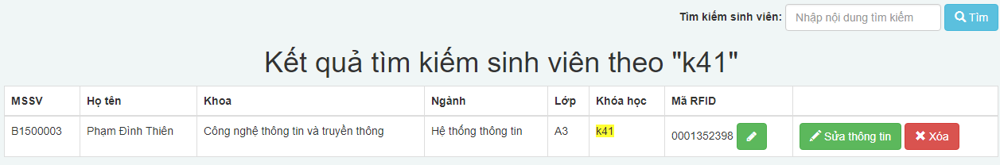 Tìm kiếm sinh viên: Nhập nội dung tìm kiếm Tìm
Kết quả tìm kiếm sinh viên theo "k41"
MSSV Họ tên Khoa Ngành Lớp Khóa học Mã RFID
B1500003 Phạm Đình Thiên Công nghệ thông tin và truyền thông Hệ thống thông tin A3 k41 0001352398 Sửa thông tin Xóa